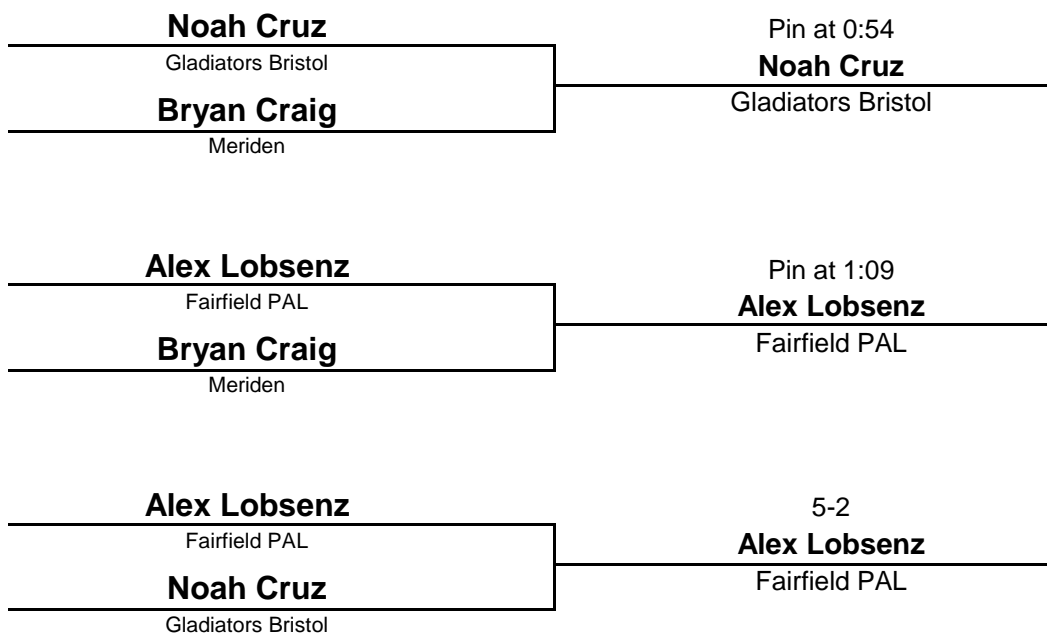 Noah Cruz
Gladiators Bristol
Bryan Craig
Meriden
Pin at 0:54
Noah Cruz
Gladiators Bristol
Alex Lobsenz
Fairfield PAL
Bryan Craig
Meriden
Pin at 1:09
Alex Lobsenz
Fairfield PAL
Alex Lobsenz
Fairfield PAL
Noah Cruz
Gladiators Bristol
5-2
Alex Lobsenz
Fairfield PAL